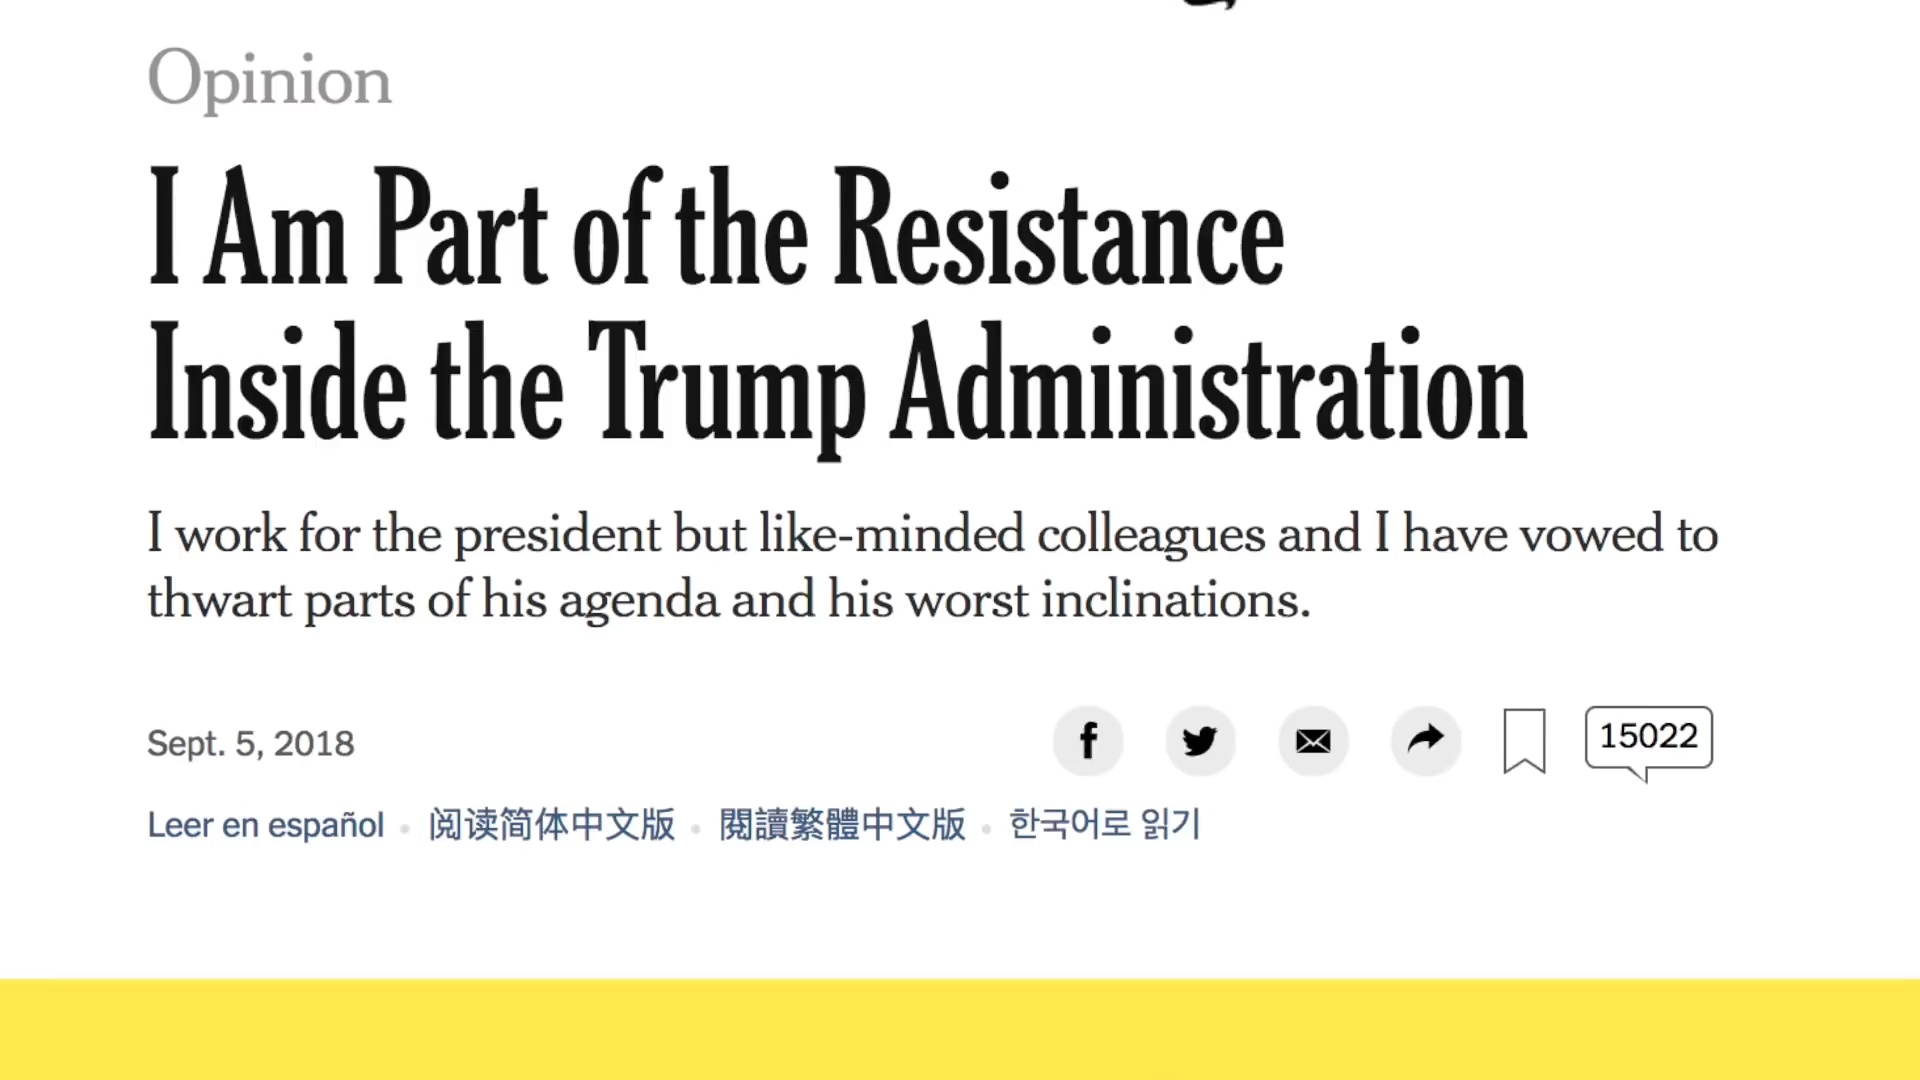 Opinion
I Am Part of the Resistance
Inside the Trump Administration
I work for the president but like-minded colleagues and I have vowed to
thwart parts of his agenda and his worst inclinations.
Sept. 5, 2018
15022
Leer en español • 阅读简体中文版 • 閱讀繁體中文版 • 한국어로 읽기